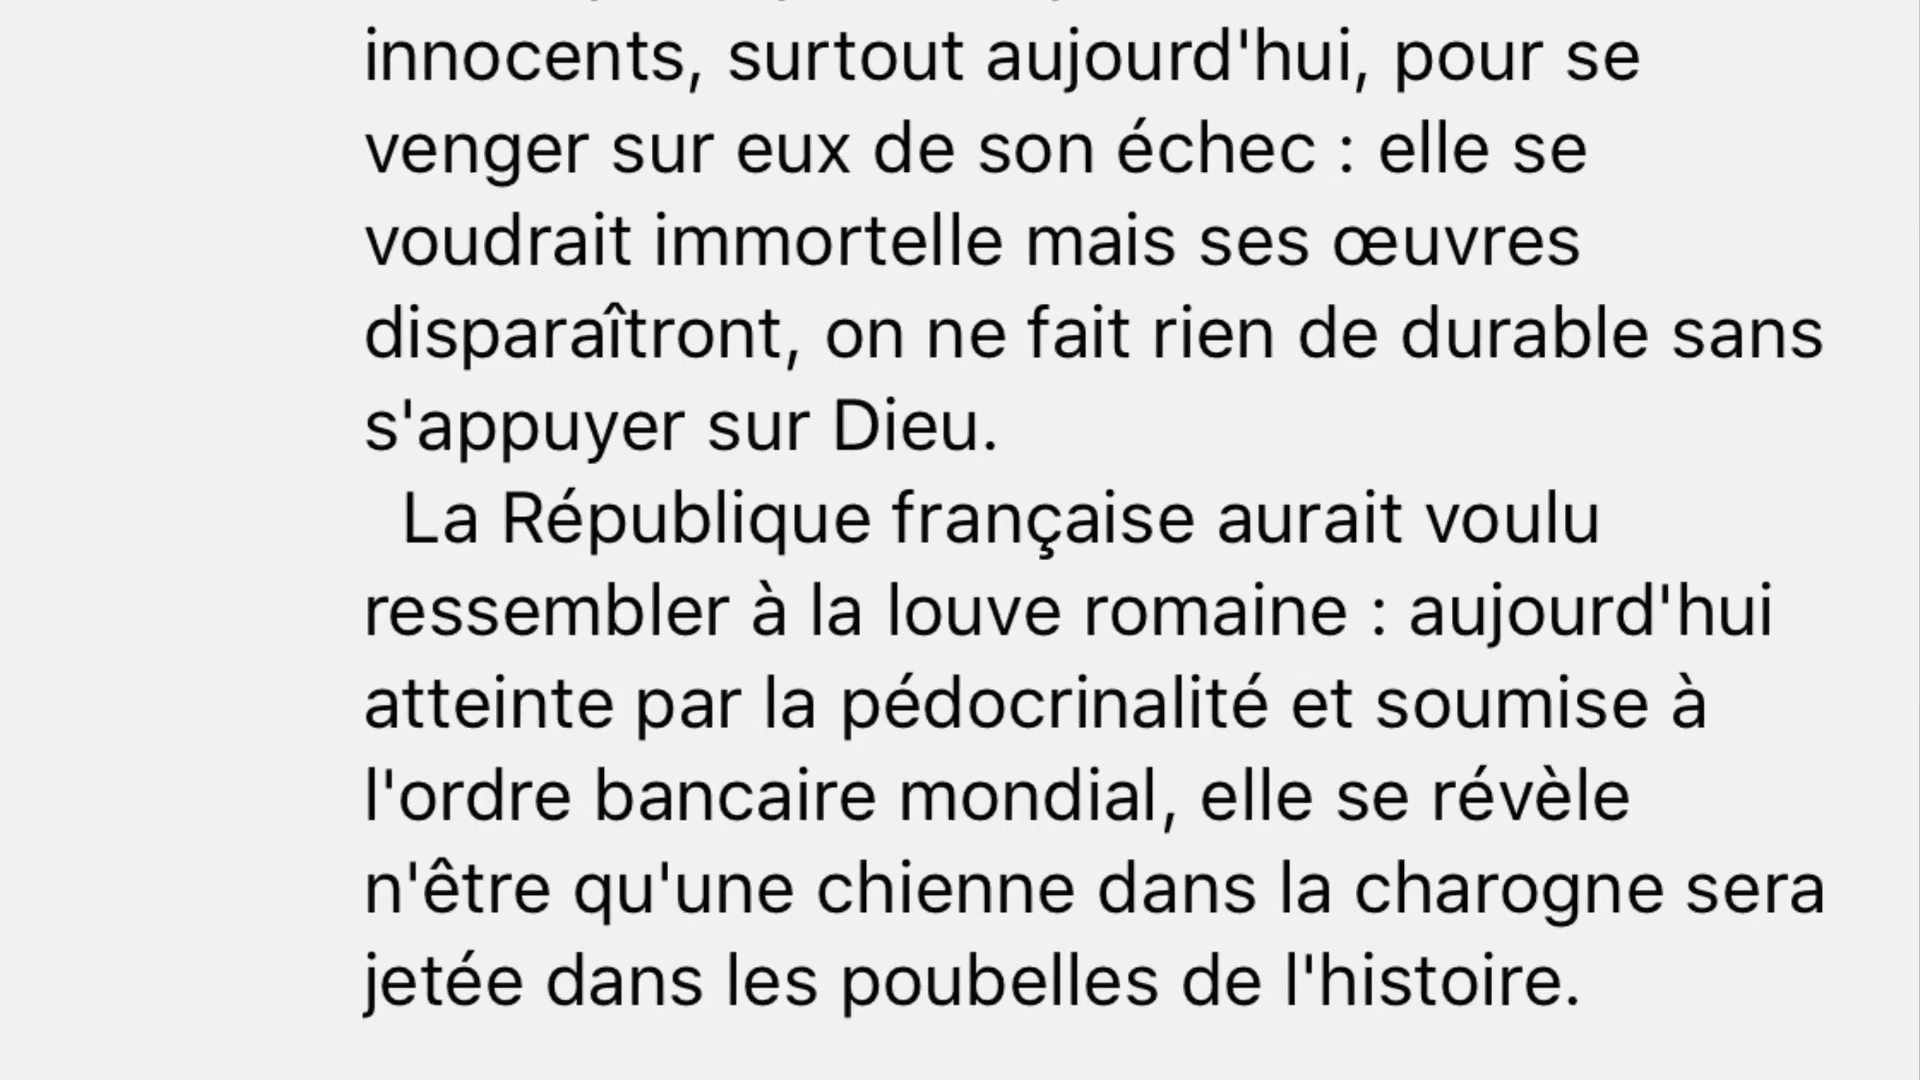 innocents, surtout aujourd'hui, pour se
venger sur eux de son échec : elle se
voudrait immortelle mais ses œuvres
disparaîtront, on ne fait rien de durable sans
s'appuyer sur Dieu.
La République française aurait voulu
ressembler à la louve romaine : aujourd'hui
atteinte par la pédocrinalité et soumise à
l'ordre bancaire mondial, elle se révèle
n'être qu'une chienne dans la charogne sera
jetée dans les poubelles de l'histoire.